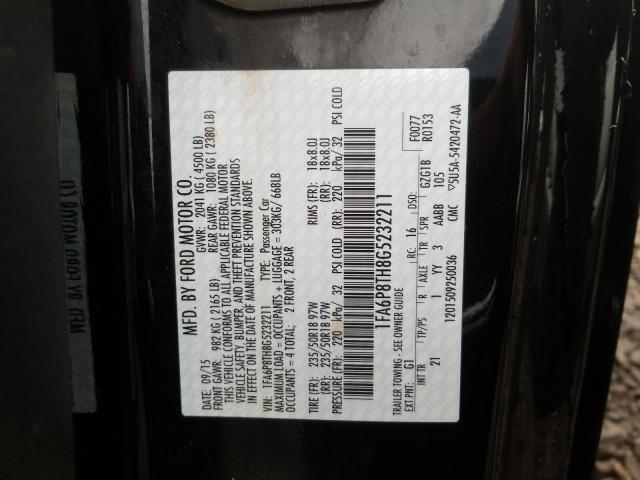 MFD. BY FORD MOTOR CO.
DATE: 09/15 GVWR: 2041 KG ( 4500 LB)
FRONT GAWR: 982 KG ( 2165 LB) REAR GAWR: 1080 KG ( 2380 LB)
THIS VEHICLE CONFORMS TO ALL APPLICABLE FEDERAL MOTOR
VEHICLE SAFETY, BUMPER, AND THEFT PREVENTION STANDARDS
IN EFFECT ON THE DATE OF MANUFACTURE SHOWN ABOVE.
VIN: 1FA6P8TH8G5232211 TYPE: Passenger Car
MAXIMUM LOAD = OCCUPANTS + LUGGAGE = 303KG/ 668LB
OCCUPANTS = 4 TOTAL: 2 FRONT, 2 REAR
TIRE (FR): 235/50R18 97W RIMS (FR): 18x8.0J
TIRE (RR): 235/50R18 97W RIMS (RR): 18x8.0J
PRESSURE (FR): 220 kPa/ 32 PSI COLD (RR): 220 kPa/ 32 PSI COLD
1FA6P8TH8G5232211
TRAILER TOWING - SEE OWNER GUIDE
F0077
EXT PNT: G1 RC: 16 DSO: R0153
INT TR TP/PS R AXLE TR SPR GZG1B
21 1 YY 3 AABB 105
1201509250036 CMC ▽5U5A-5420472-AA